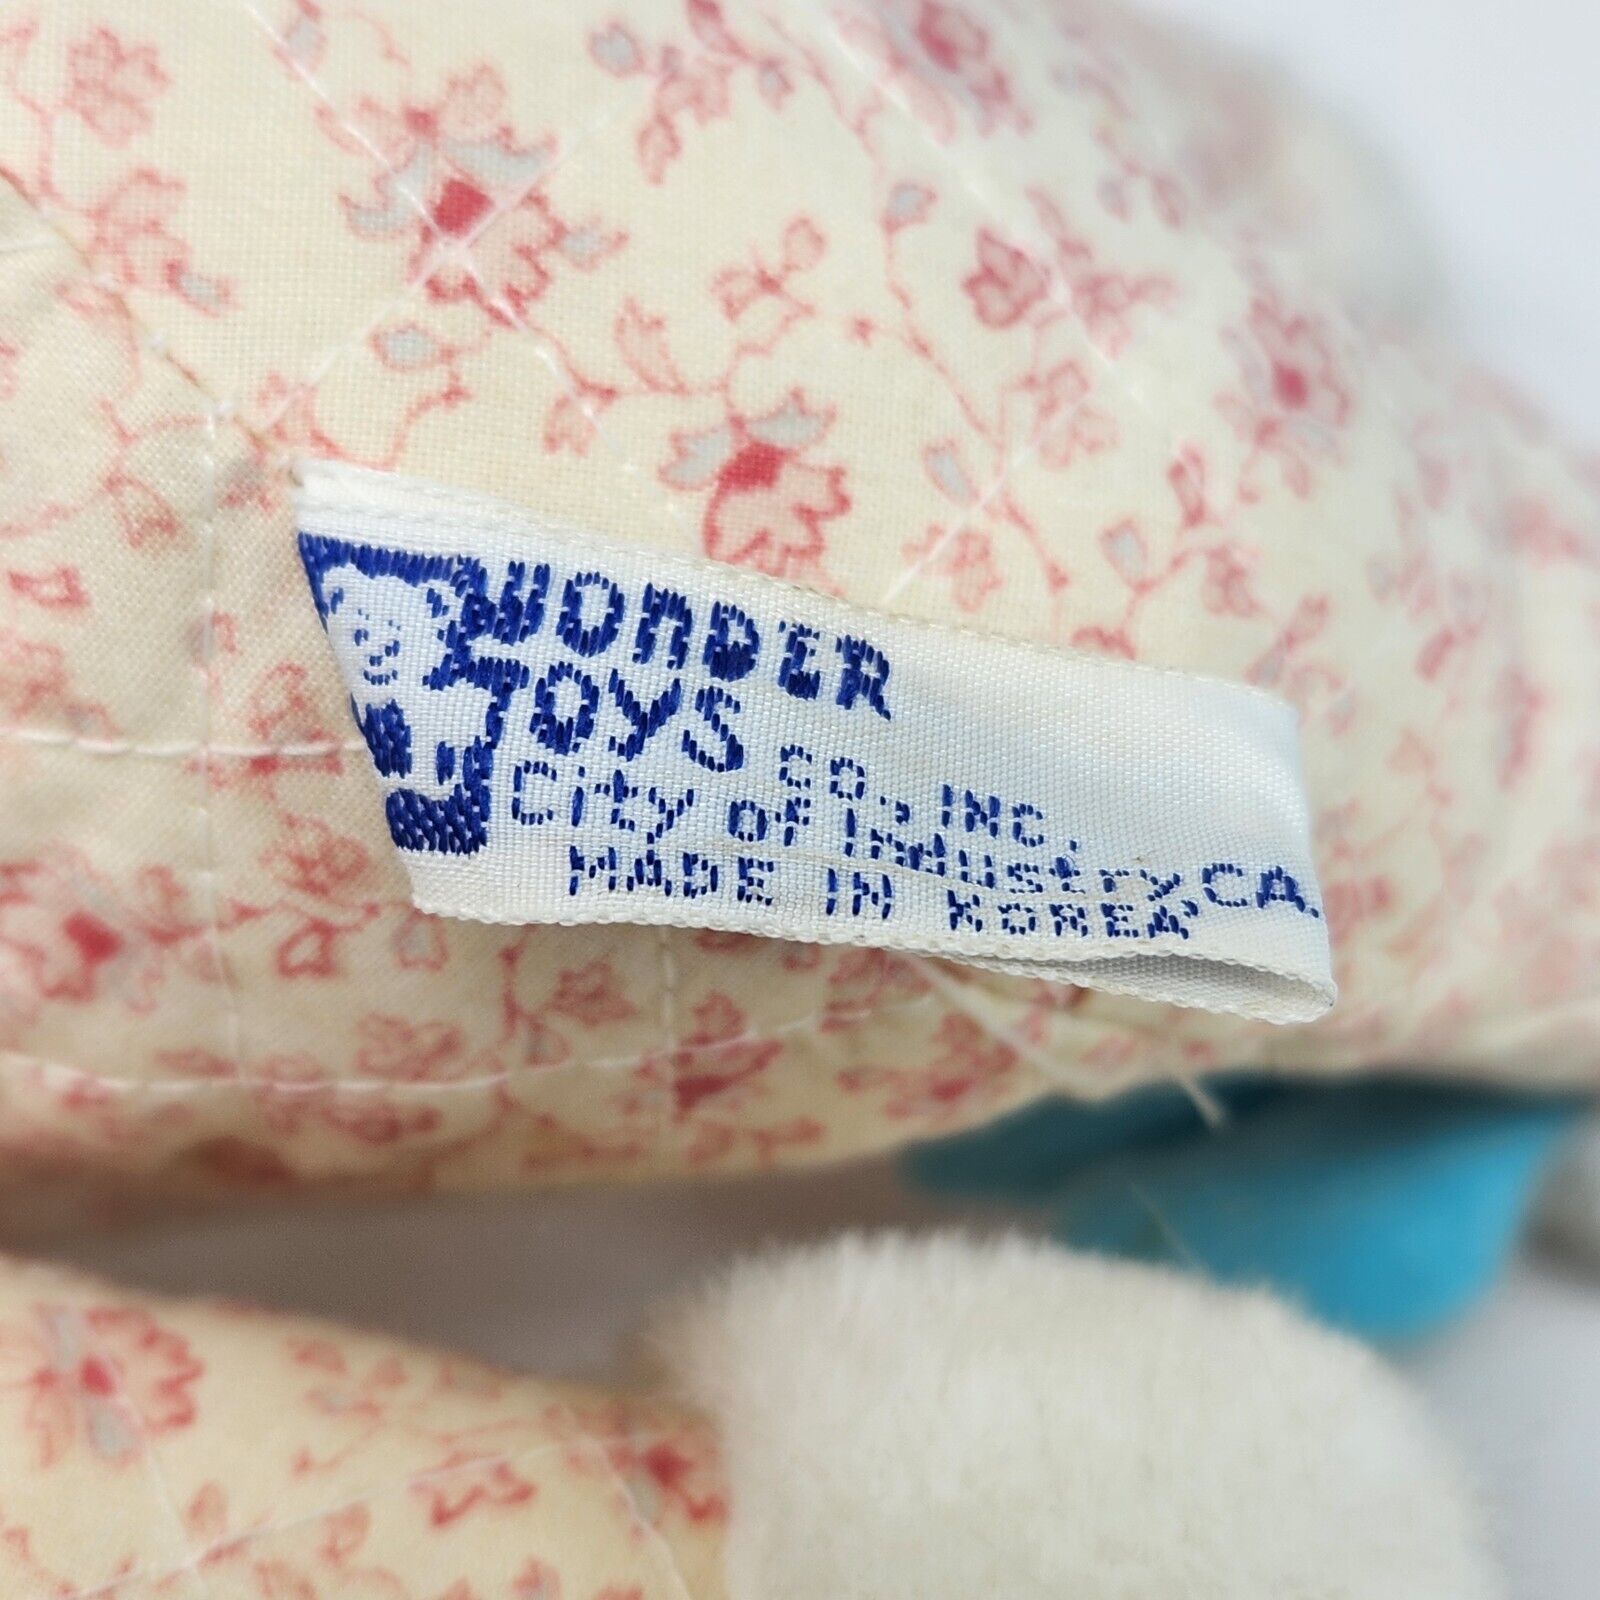 WONDER
TOYS CO., INC.
City of Industry CA.
MADE IN KOREA